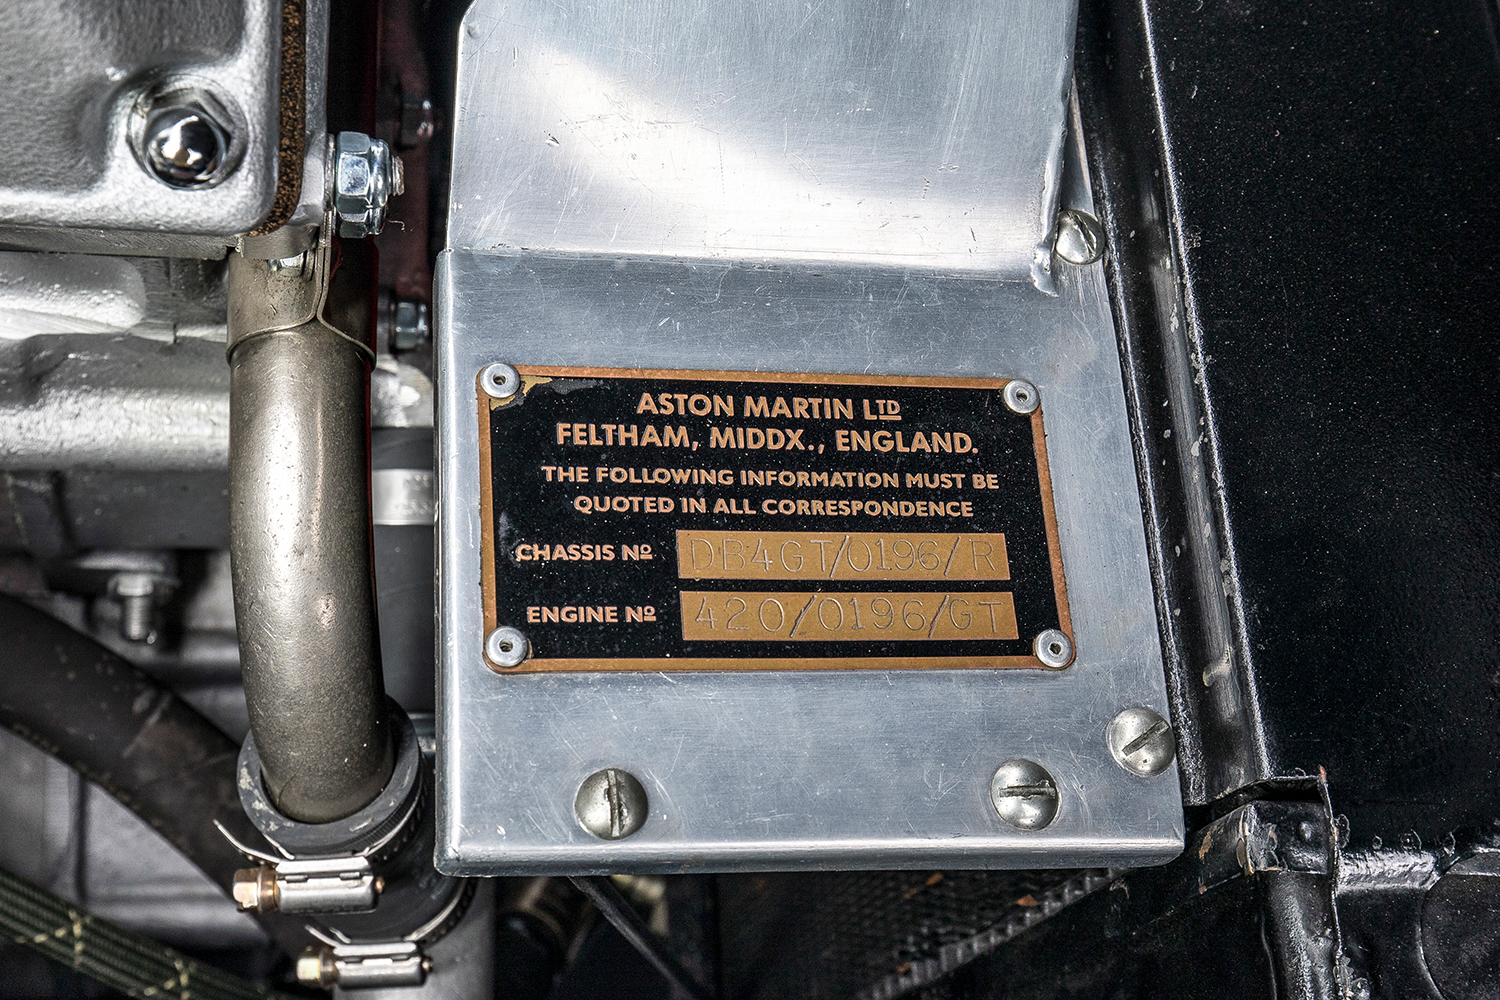 ASTON MARTIN LTD
FELTHAM, MIDDX., ENGLAND.
THE FOLLOWING INFORMATION MUST BE
QUOTED IN ALL CORRESPONDENCE
CHASSIS Nº DB4GT/0196/R
ENGINE Nº 420/0196/GT